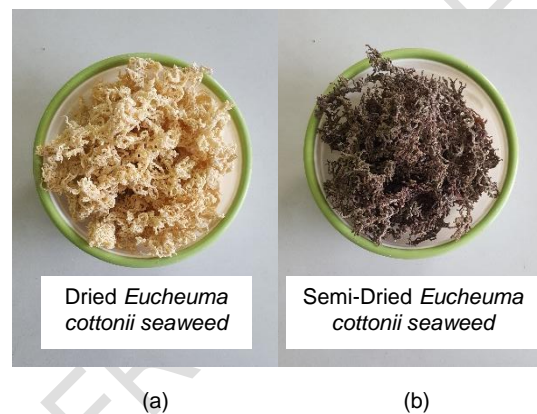 Dried Eucheuma
cottonii seaweed
Semi-Dried Eucheuma
cottonii seaweed
(a)
(b)